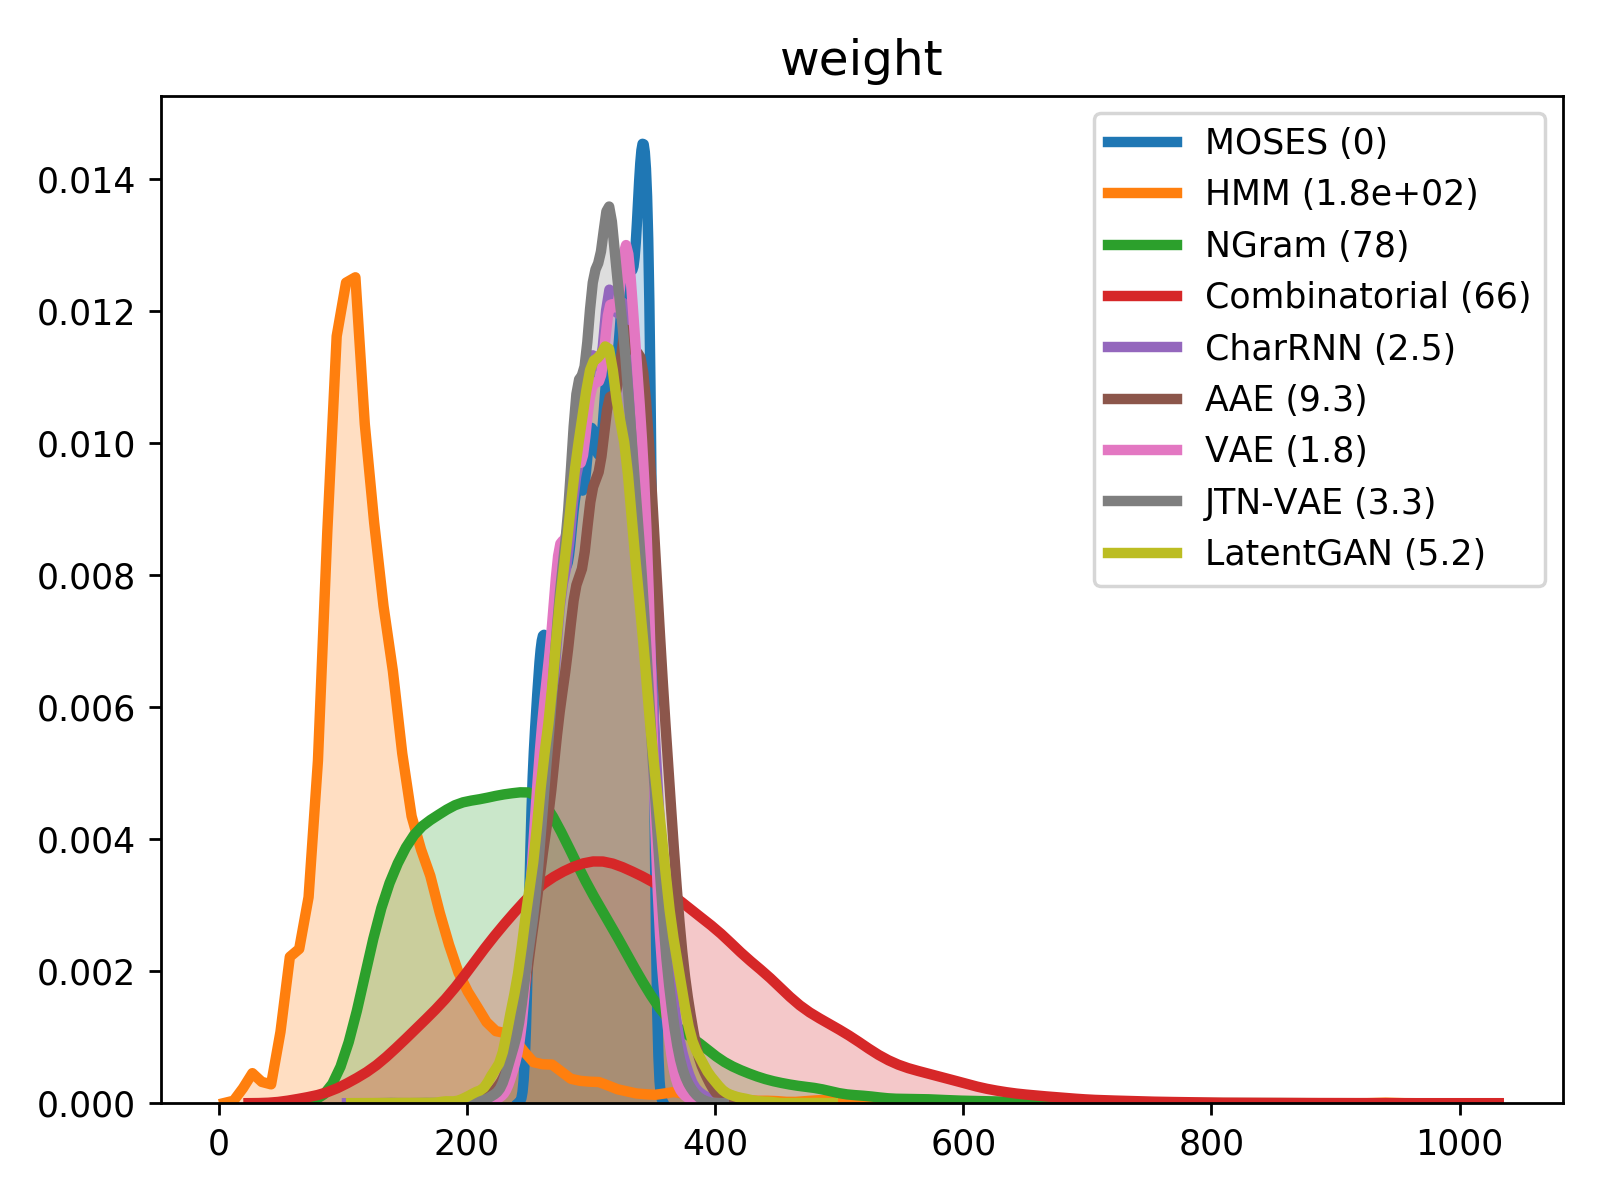 weight
MOSES (0)
HMM (1.8e+02)
NGram (78)
Combinatorial (66)
CharRNN (2.5)
AAE (9.3)
VAE (1.8)
JTN-VAE (3.3)
LatentGAN (5.2)
0.014
0.012
0.010
0.008
0.006
0.004
0.002
0.000
0 200 400 600 800 1000